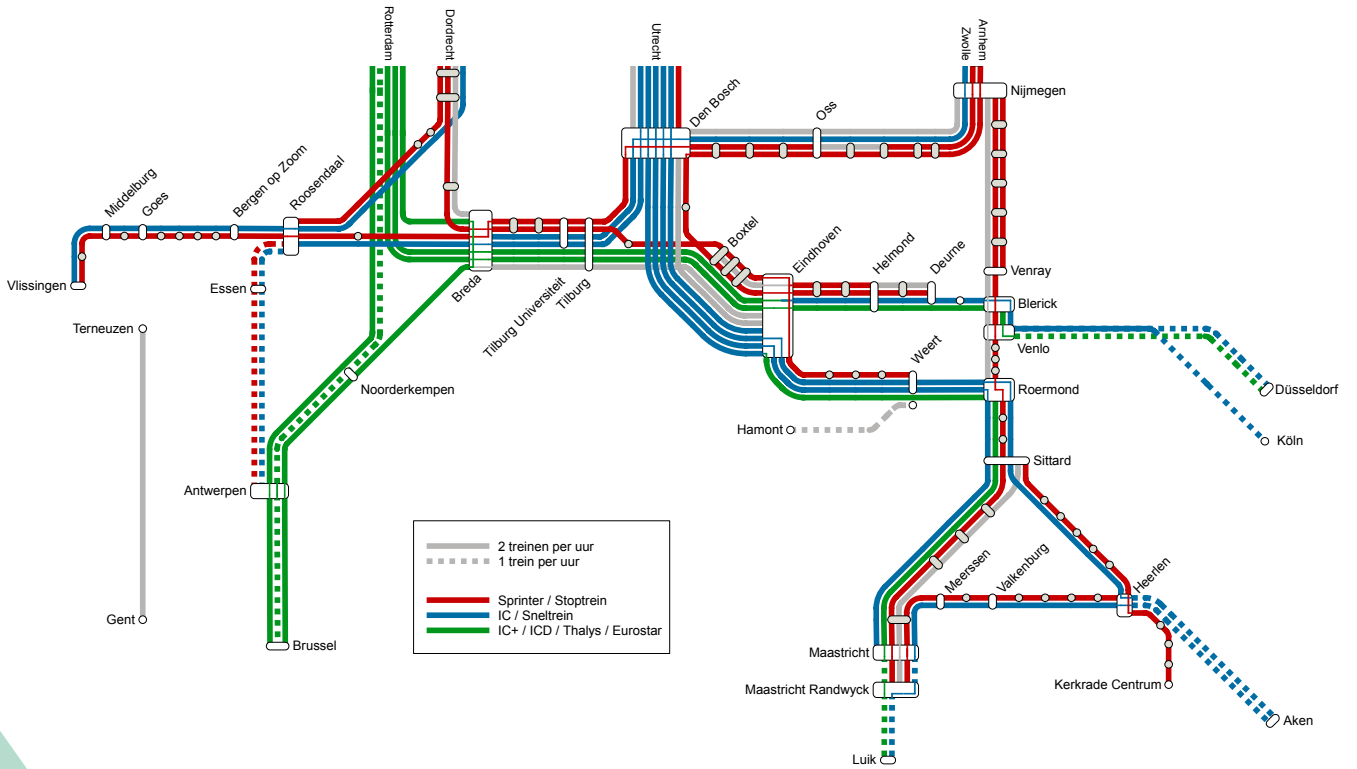 Rotterdam
Dordrecht
Utrecht
Zwolle
Arnhem
Nijmegen
Den Bosch
Oss
Middelburg
Goes
Bergen op Zoom
Roosendaal
Vlissingen
Essen
Breda
Tilburg Universiteit
Tilburg
Boxtel
Eindhoven
Helmond
Deurne
Venray
Blerick
Venlo
Terneuzen
Noorderkempen
Weert
Roermond
Düsseldorf
Hamont
Köln
Sittard
Antwerpen
2 treinen per uur
1 trein per uur
Sprinter / Stoptrein
IC / Sneltrein
IC+ / ICD / Thalys / Eurostar
Meerssen
Valkenburg
Heerlen
Gent
Brussel
Maastricht
Maastricht Randwyck
Kerkrade Centrum
Aken
Luik